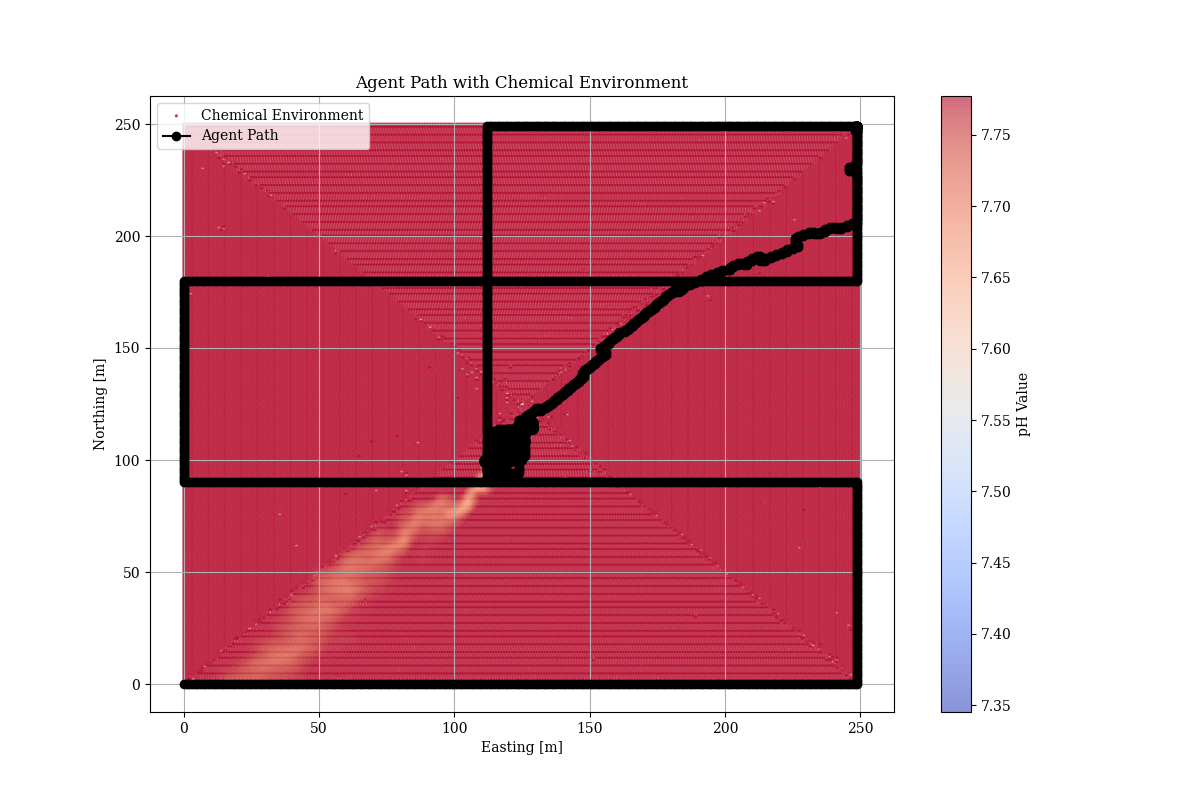 Agent Path with Chemical Environment
Chemical Environment
Agent Path
250
200
150
100
50
0
Northing [m]
0 50 100 150 200 250
Easting [m]
7.75
7.70
7.65
7.60
7.55
7.50
7.45
7.40
7.35
pH Value